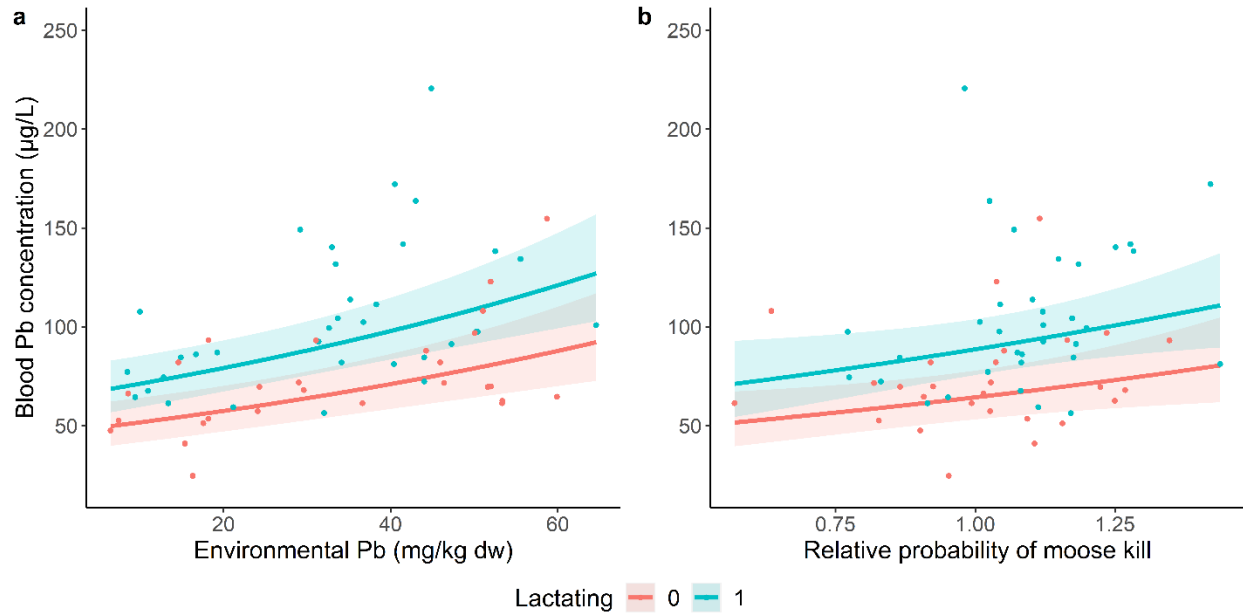 a
b
Blood Pb concentration (µg/L)
250
200
150
100
50
20
40
60
Environmental Pb (mg/kg dw)
250
200
150
100
50
0.75
1.00
1.25
Relative probability of moose kill
Lactating 0 1